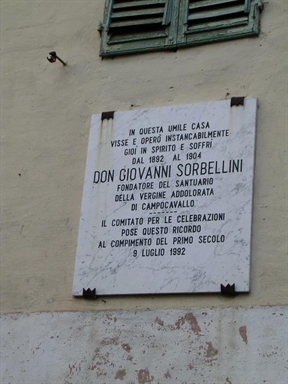 IN QUESTA UMILE CASA
VISSE E OPERÓ INSTANCABILMENTE
GIOÌ IN SPIRITO E SOFFRÌ
DAL 1892 AL 1904
DON GIOVANNI SORBELLINI
FONDATORE DEL SANTUARIO
DELLA VERGINE ADDOLORATA
DI CAMPOCAVALLO
-------
IL COMITATO PER LE CELEBRAZIONI
POSE QUESTO RICORDO
AL COMPIMENTO DEL PRIMO SECOLO
9 LUGLIO 1992